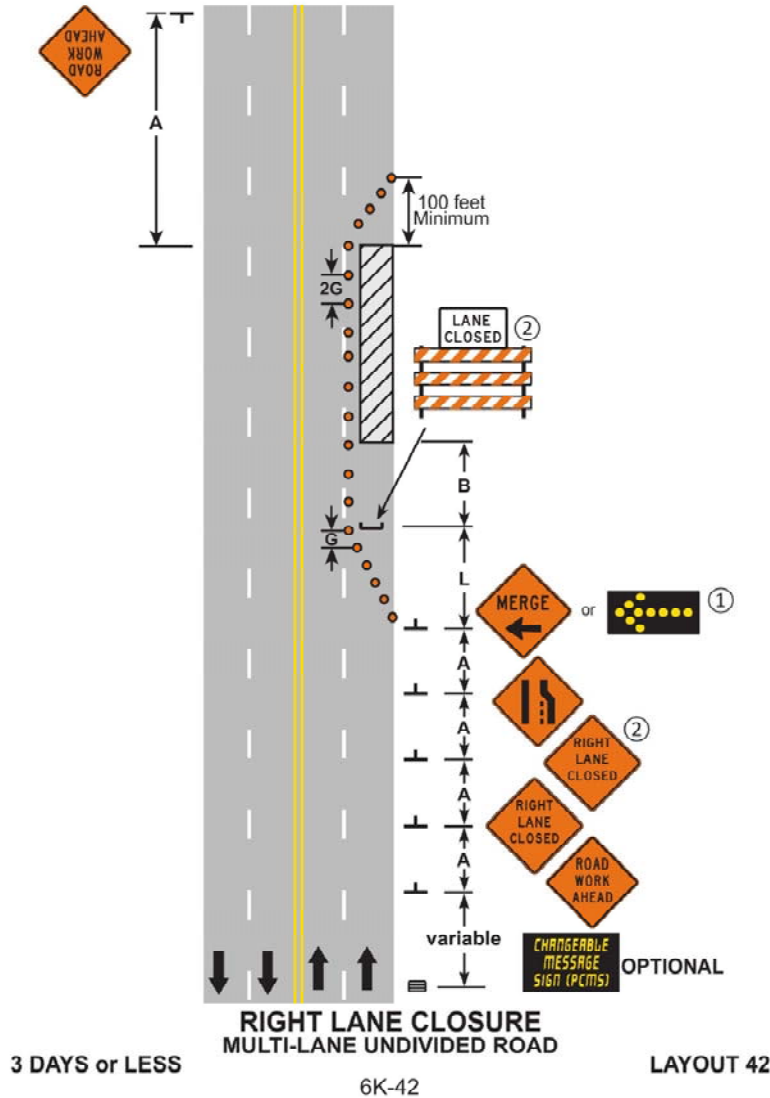 ROAD
WORK
AHEAD
A
100 feet
Minimum
2G
LANE
CLOSED
②
B
G
L
MERGE
or
①
A
A
②
RIGHT
LANE
CLOSED
A
RIGHT
LANE
CLOSED
A
ROAD
WORK
AHEAD
variable
CHANGEABLE
MESSAGE
SIGN (PCMS)
OPTIONAL
RIGHT LANE CLOSURE
MULTI-LANE UNDIVIDED ROAD
3 DAYS or LESS
LAYOUT 42
6K-42